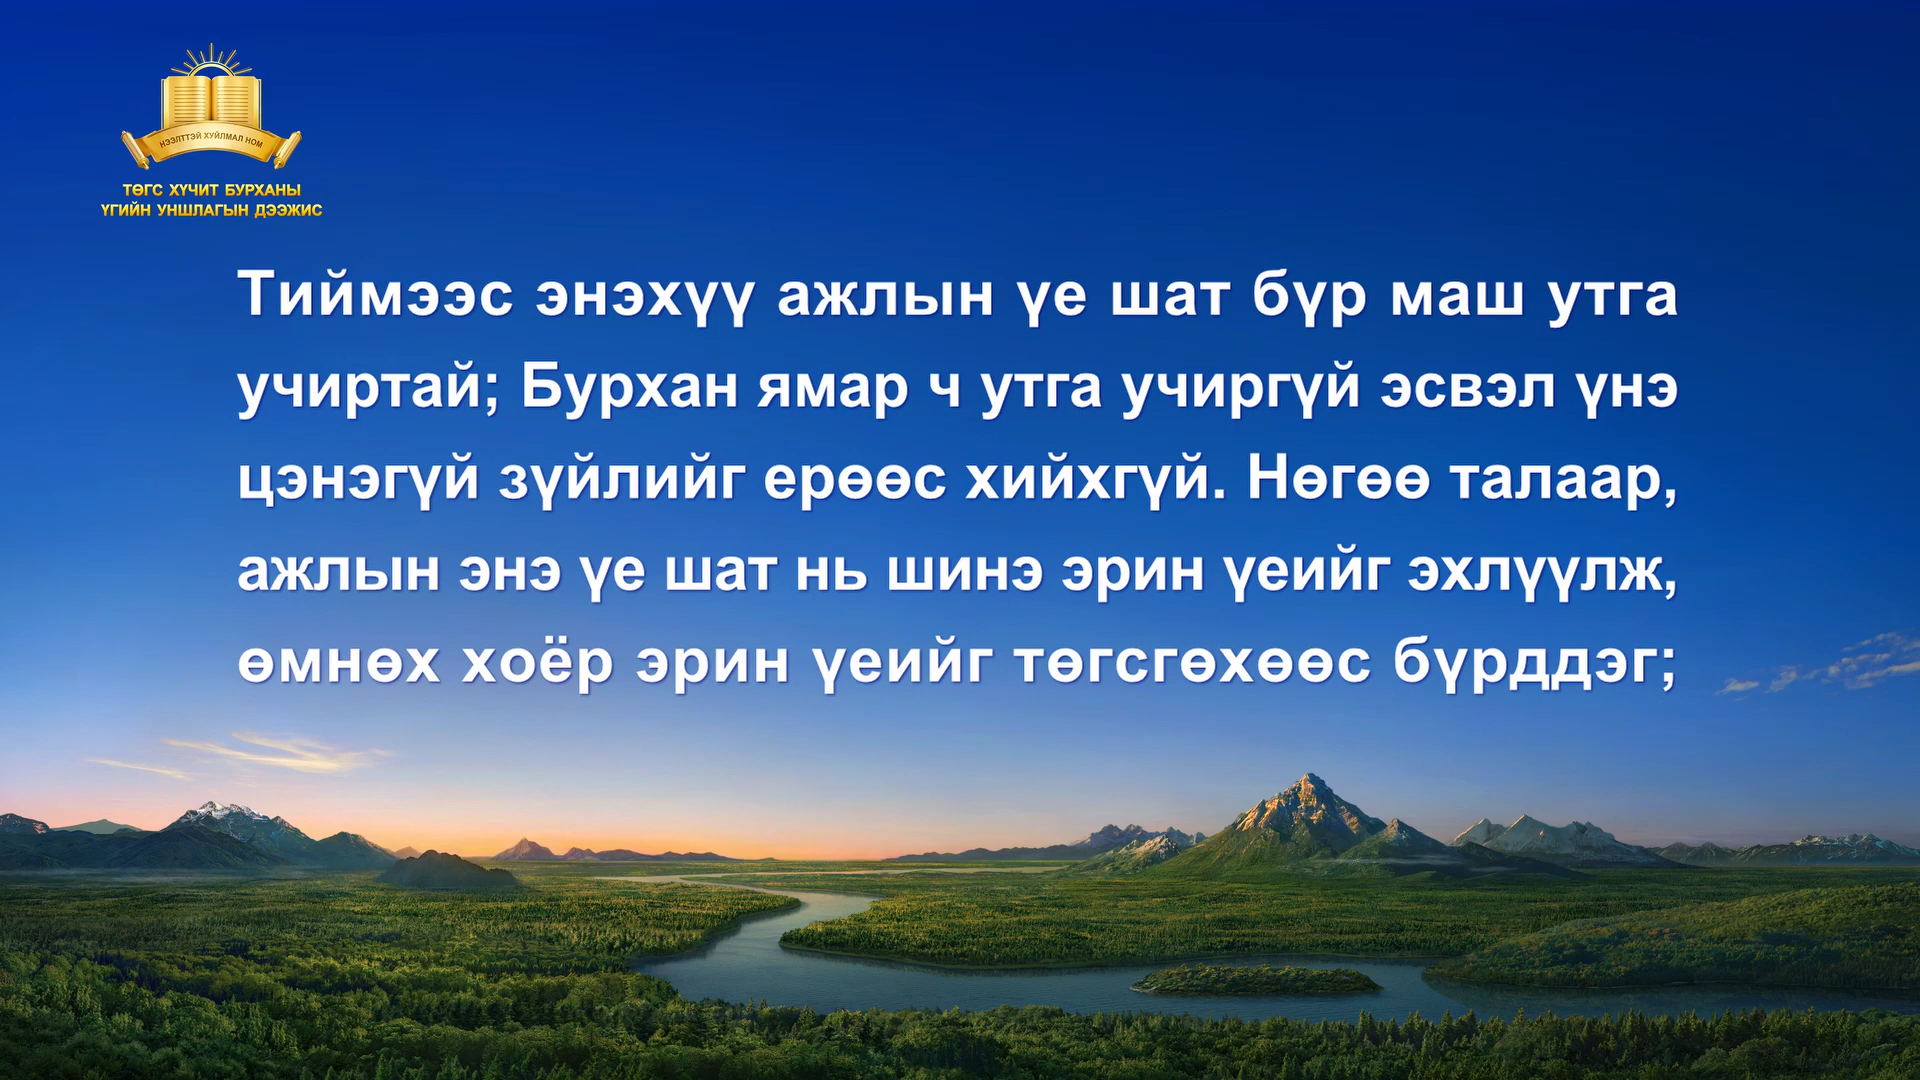 НЭЭЛТТЭЙ ХУЙЛМАЛ НОМ
ТӨГС ХҮЧИТ БУРХАНЫ
ҮГИЙН УНШЛАГЫН ДЭЭЖИС
Тиймээс энэхүү ажлын үе шат бүр маш утга
учиртай; Бурхан ямар ч утга учиргүй эсвэл үнэ
цэнэгүй зүйлийг ерөөс хийхгүй. Нөгөө талаар,
ажлын энэ үе шат нь шинэ эрин үеийг эхлүүлж,
өмнөх хоёр эрин үеийг төгсгөхөөс бүрддэг;